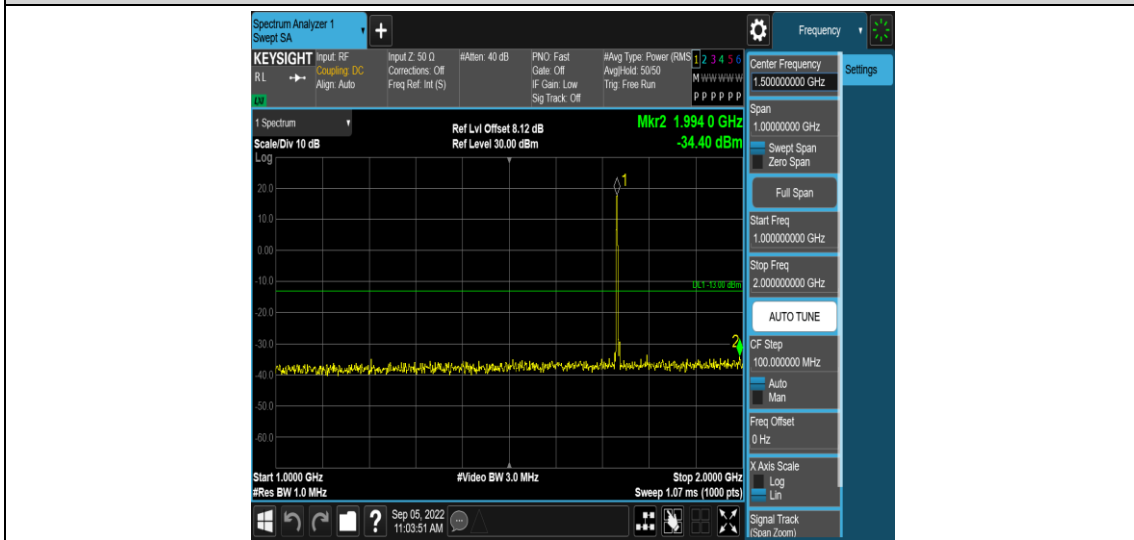 Spectrum Analyzer 1
Swept SA
Frequency
KEYSIGHT
RL
LXI
Input: RF
Coupling: DC
Align: Auto
Input Z: 50 Ω
Corrections: Off
Freq Ref: Int (S)
#Atten: 40 dB
PNO: Fast
Gate: Off
IF Gain: Low
Sig Track: Off
#Avg Type: Power (RMS
Avg|Hold: 50/50
Trig: Free Run
1 2 3 4 5 6
M W W W W W
P P P P P P
1 Spectrum
Scale/Div 10 dB
Log
Ref Lvl Offset 8.12 dB
Ref Level 30.00 dBm
Mkr2 1.994 0 GHz
-34.40 dBm
1
20.0
10.0
0.00
-10.0
DL1 -13.00 dBm
-20.0
-30.0
2
-40.0
-50.0
-60.0
Start 1.0000 GHz
#Video BW 3.0 MHz
Stop 2.0000 GHz
#Res BW 1.0 MHz
Sweep 1.07 ms (1000 pts)
?
Sep 05, 2022
11:03:51 AM
Center Frequency
1.50000000 GHz
Settings
Span
1.00000000 GHz
Swept Span
Zero Span
Full Span
Start Freq
1.000000000 GHz
Stop Freq
2.000000000 GHz
AUTO TUNE
CF Step
100.000000 MHz
Auto
Man
Freq Offset
0 Hz
X Axis Scale
Log
Lin
Signal Track
(Span Zoom)